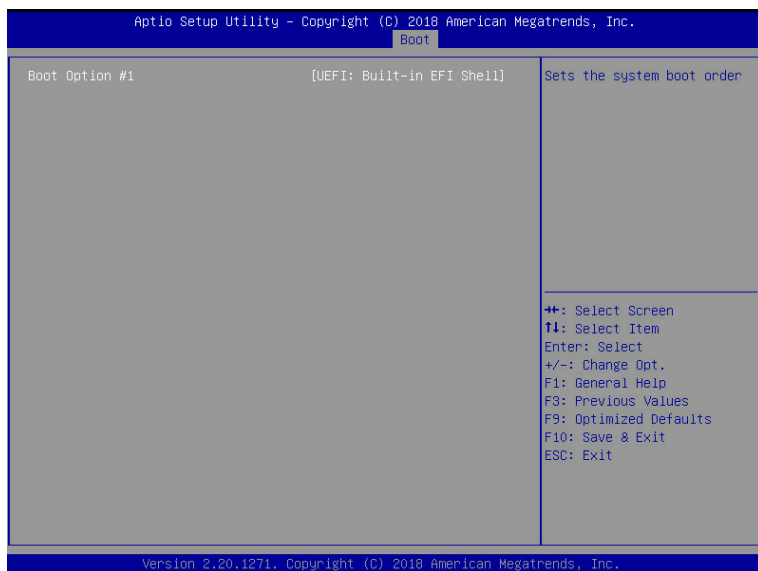 Aptio Setup Utility – Copyright (C) 2018 American Megatrends, Inc.
Boot
Boot Option #1 [UEFI: Built-in EFI Shell]
Sets the system boot order
→←: Select Screen
↑↓: Select Item
Enter: Select
+/-: Change Opt.
F1: General Help
F3: Previous Values
F9: Optimized Defaults
F10: Save & Exit
ESC: Exit
Version 2.20.1271. Copyright (C) 2018 American Megatrends, Inc.